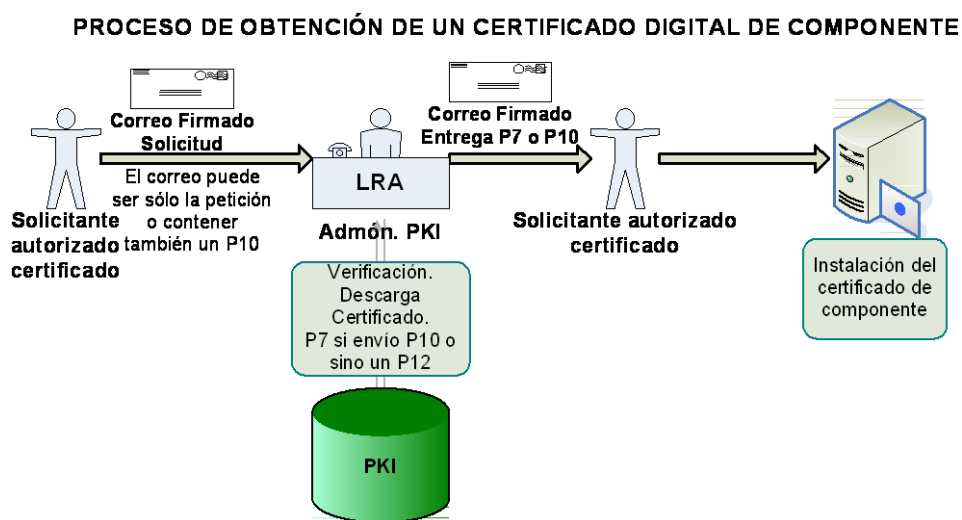 PROCESO DE OBTENCIÓN DE UN CERTIFICADO DIGITAL DE COMPONENTE
Correo Firmado
Solicitud
El correo puede
ser sólo la petición
o contener
también un P10
Solicitante
autorizado
certificado
LRA
Admón. PKI
Correo Firmado
Entrega P7 o P10
Solicitante autorizado
certificado
Instalación del
certificado de
componente
Verificación.
Descarga
Certificado.
P7 si envío P10 o
sino un P12
PKI